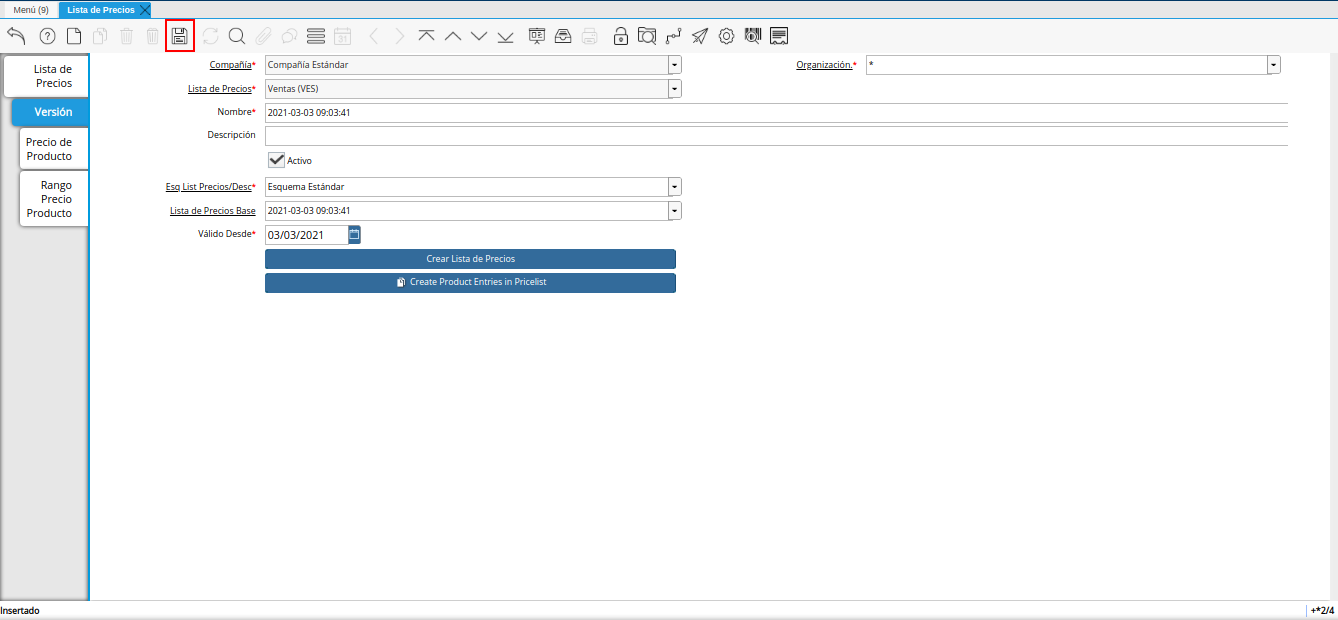 Menú (9)
Lista de Precios
31
Lista de
Precios
Versión
Precio de
Producto
Rango
Precio
Producto
Compañía* Compañía Estándar
Organización.* *
Lista de Precios* Ventas (VES)
Nombre* 2021-03-03 09:03:41
Descripción
Activo
Esq List Precios/Desc* Esquema Estándar
Lista de Precios Base 2021-03-03 09:03:41
Válido Desde* 03/03/2021
Crear Lista de Precios
Create Product Entries in Pricelist
Insertado
+*2/4